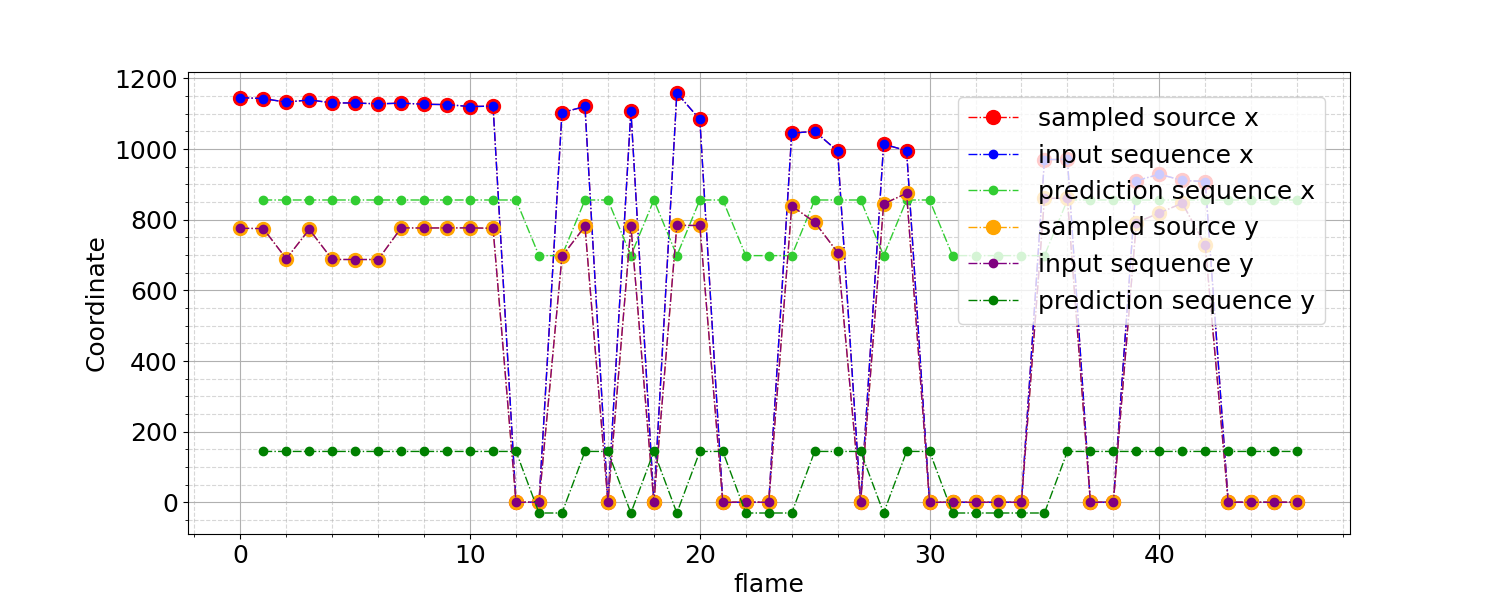 1200
1000
800
600
400
200
0
Coordinate
0 10 20 30 40
flame
sampled source x
input sequence x
prediction sequence x
sampled source y
input sequence y
prediction sequence y